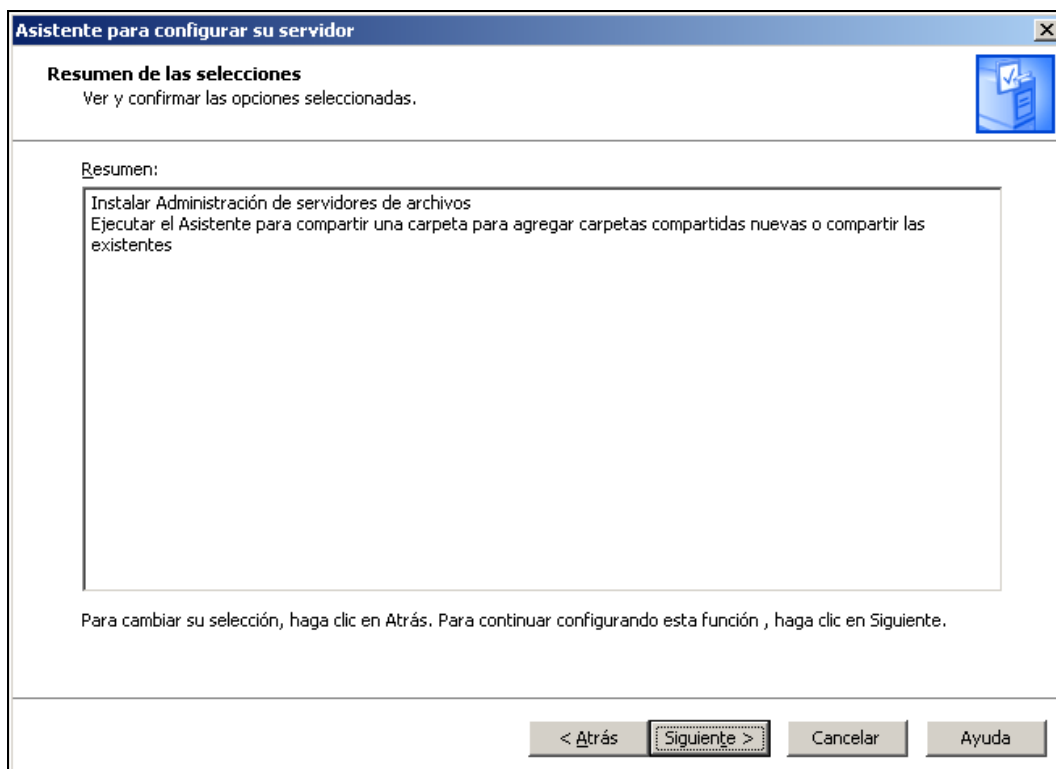 Asistente para configurar su servidor
Resumen de las selecciones
Ver y confirmar las opciones seleccionadas.
Resumen:
Instalar Administración de servidores de archivos
Ejecutar el Asistente para compartir una carpeta para agregar carpetas compartidas nuevas o compartir las
existentes
Para cambiar su selección, haga clic en Atrás. Para continuar configurando esta función , haga clic en Siguiente.
< Atrás Siguiente > Cancelar Ayuda